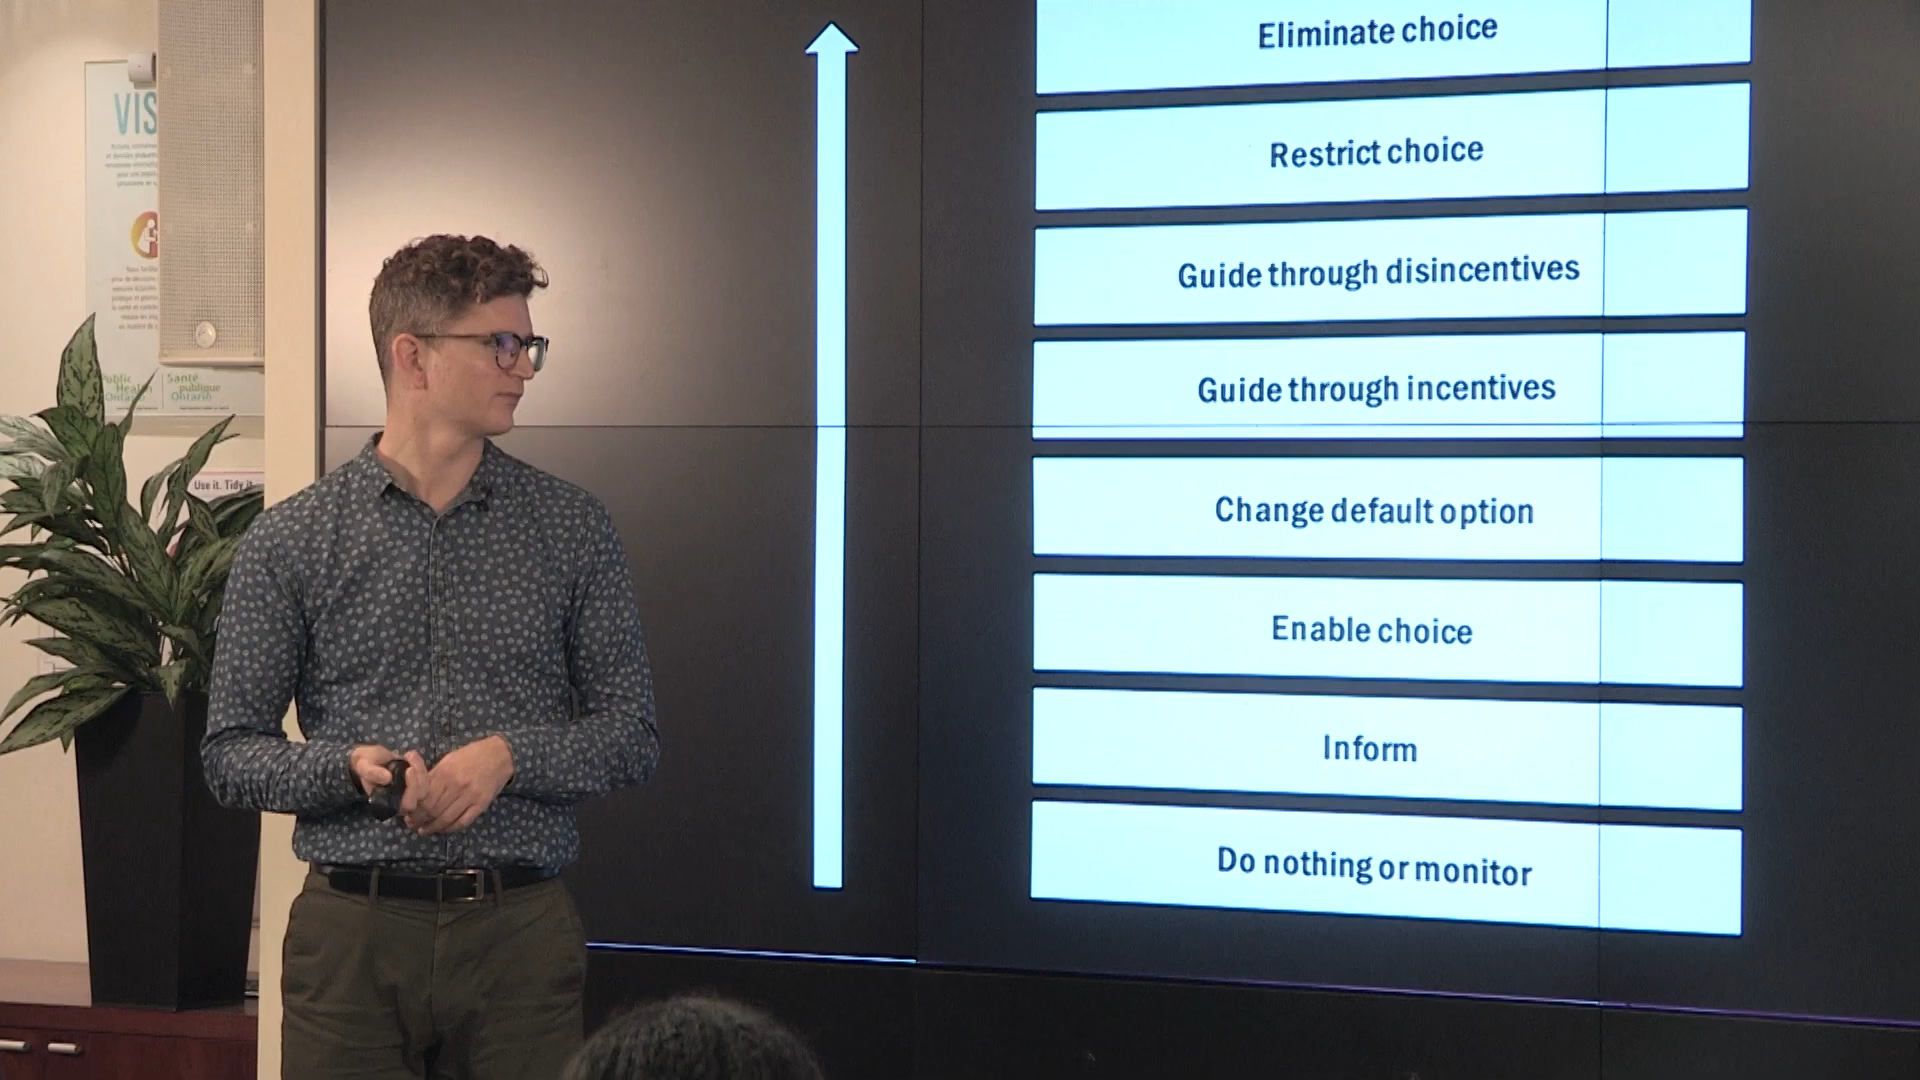 VIS
Public
Health
Ontario
Santé
publique
Ontario
Use it. Tidy it.
Eliminate choice
Restrict choice
Guide through disincentives
Guide through incentives
Change default option
Enable choice
Inform
Do nothing or monitor